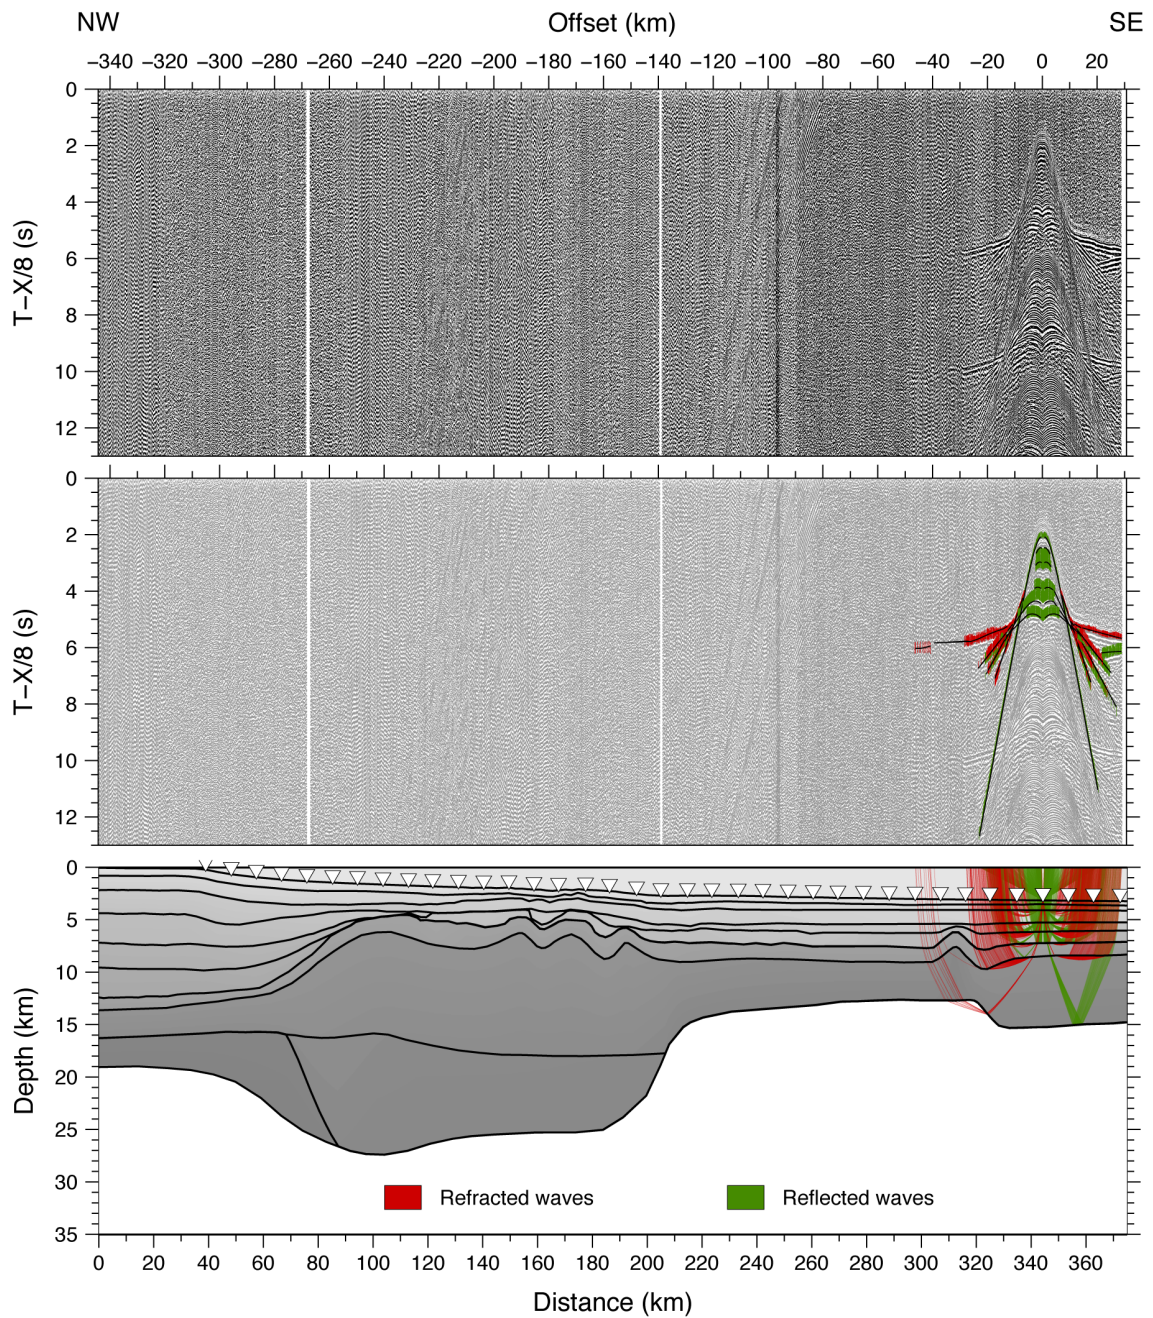 NW Offset (km) SE
−340 −320 −300 −280 −260 −240 −220 −200 −180 −160 −140 −120 −100 −80 −60 −40 −20 0 20
0
2
4
6
8
10
12
T−X/8 (s)
0
2
4
6
8
10
12
T−X/8 (s)
0
5
10
15
20
25
30
35
Depth (km)
Refracted waves Reflected waves
0 20 40 60 80 100 120 140 160 180 200 220 240 260 280 300 320 340 360
Distance (km)